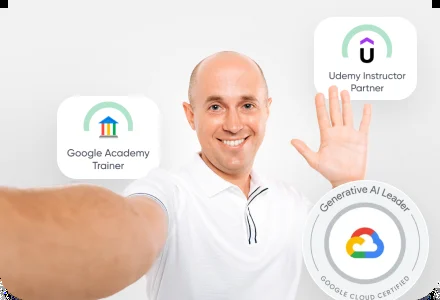 Udemy Instructor
Partner
Google Academy
Trainer
Generative AI Leader
GOOGLE CLOUD CERTIFIED